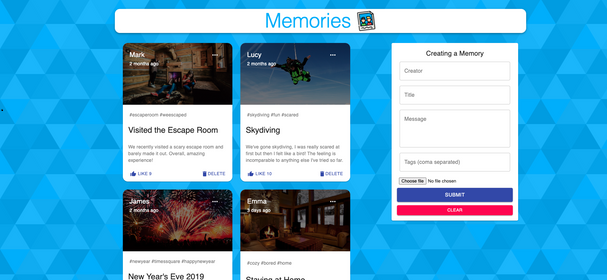 Memories
Mark
2 months ago
#escaperoom #weescaped
Visited the Escape Room
We recently visited a scary escape room and
barely made it out. Overall, amazing
experience!
LIKE 9
DELETE
Lucy
2 months ago
#skydiving #fun #scared
Skydiving
We've gone skydiving, I was really scared at
first but then I felt like a bird! The feeling is
incomparable to anything else I've tried so far.
LIKE 10
DELETE
James
2 months ago
#newyear #timessquare #happynewyear
New Year's Eve 2019
Emma
3 days ago
#cozy #bored #home
Staying at Home
Creating a Memory
Creator
Title
Message
Tags (coma separated)
Choose file No file chosen
SUBMIT
CLEAR